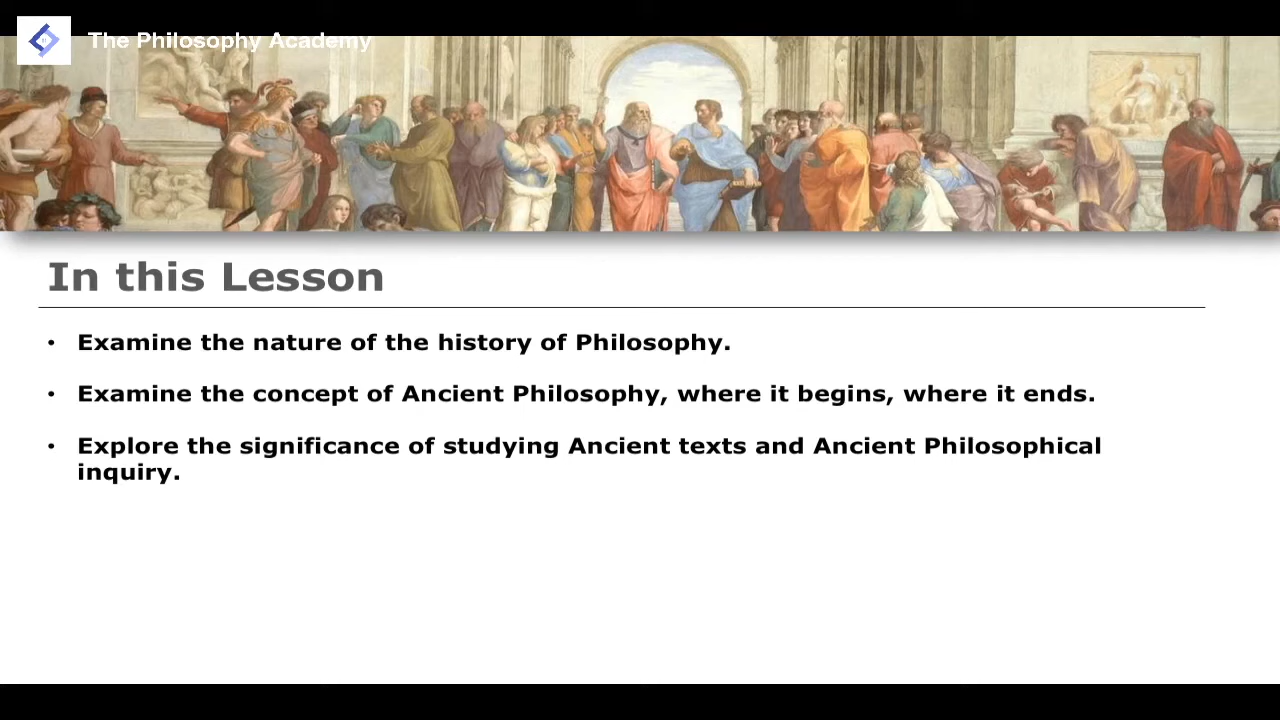 The Philosophy Academy
In this Lesson
• Examine the nature of the history of Philosophy.
• Examine the concept of Ancient Philosophy, where it begins, where it ends.
• Explore the significance of studying Ancient texts and Ancient Philosophical
inquiry.